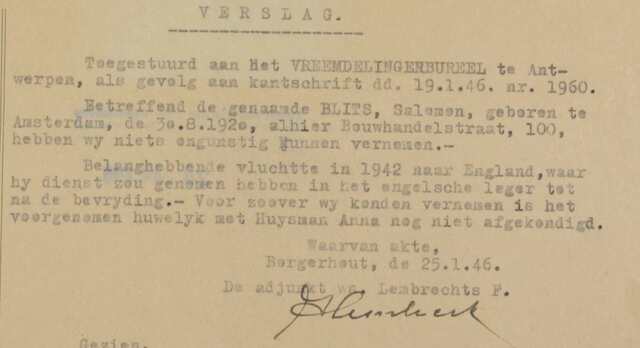 VERSLAG.
Toegestuurd aan het VREEMDELINGERBUREEL te Ant-
werpen, als gevolg aan kantschrift dd. 19.1.46. nr. 1960.
Betreffend de genaamde BLITS, Salomon, geboren te
Amsterdam, de 3o.8.192o, alhier Bouwhandelstraat, 100,
hebben wy niets ongunstig kunnen vernemen.-
Belanghebbende vluchtte in 1942 naar England,waar
hy dienst zou genomen hebben in het engelsche leger tot
na de bevryding.- Voor zoover wy konden vernemen is het
voorgenomen huwelyk met Huysman Anna nog niet afgekondigd.
Waarvan akte,
Borgerhout, de 25.1.46.
De adjunkt ws. Lembrechts F.
Gezien.